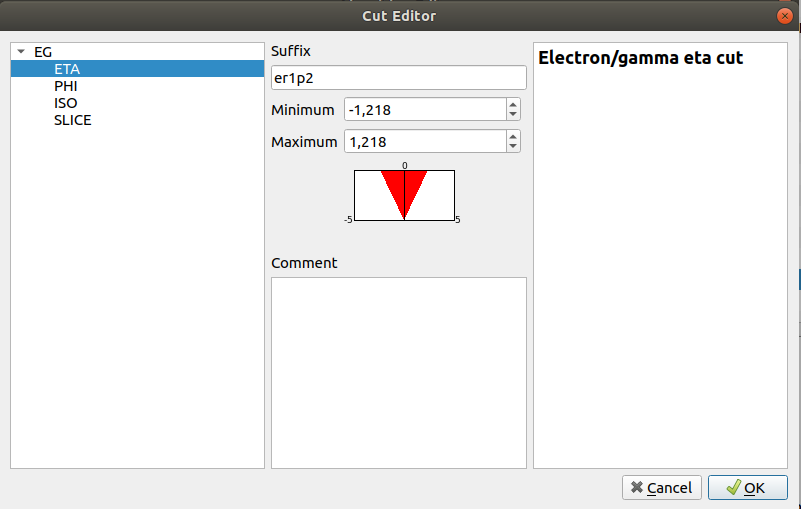 Cut Editor
EG
ETA
PHI
ISO
SLICE
Suffix
er1p2
Minimum -1,218
Maximum 1,218
0
-5 5
Comment
Electron/gamma eta cut
Cancel OK